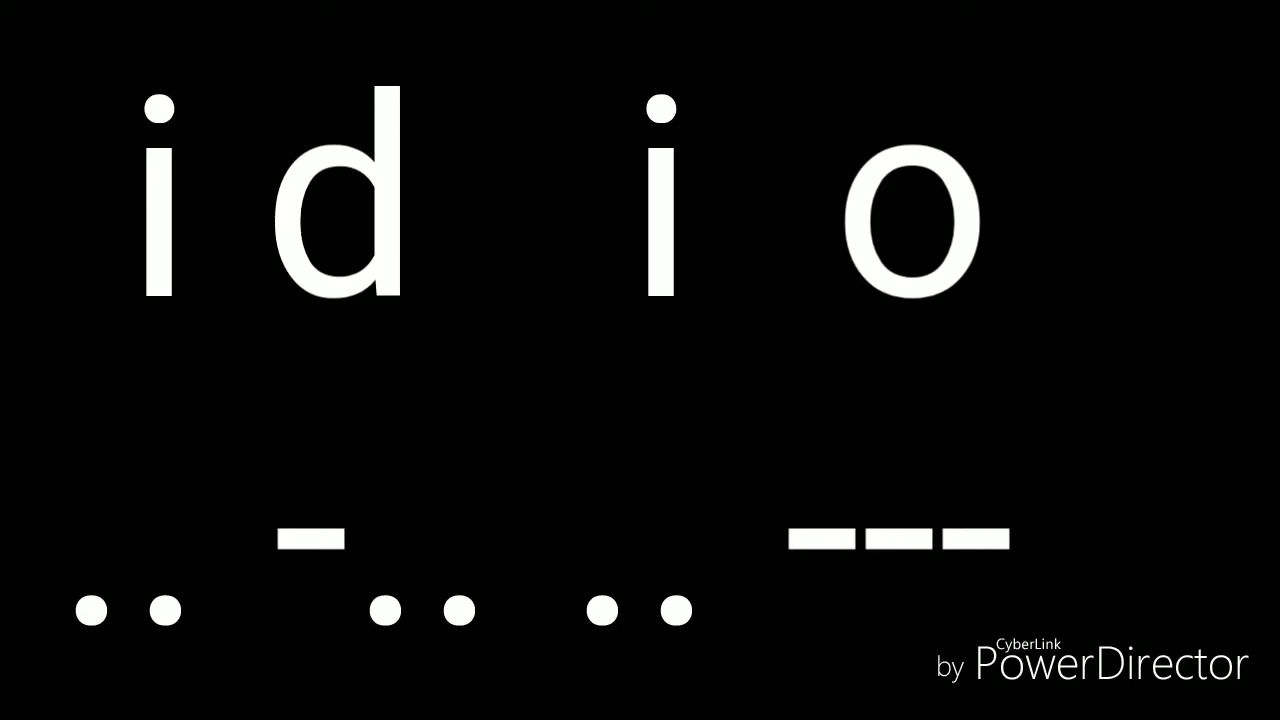 i d i o
.. -.. .. ---
CyberLink
by PowerDirector